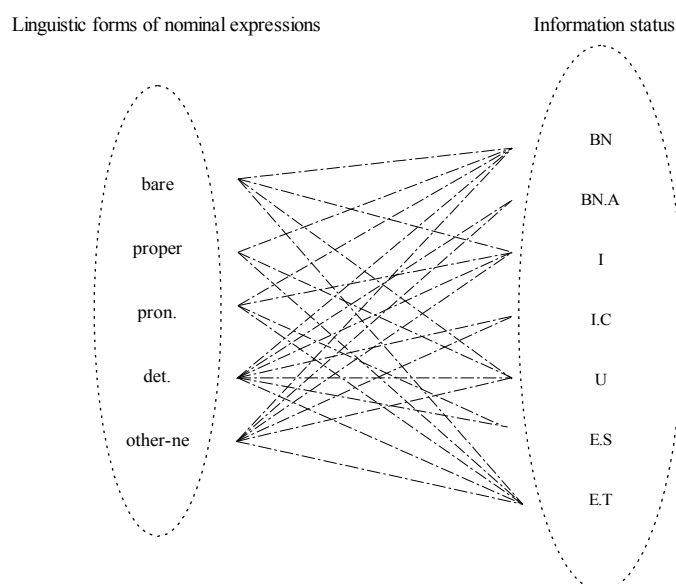 Linguistic forms of nominal expressions
Information status
bare
proper
pron.
det.
other-ne
BN
BN.A
I
I.C
U
E.S
E.T